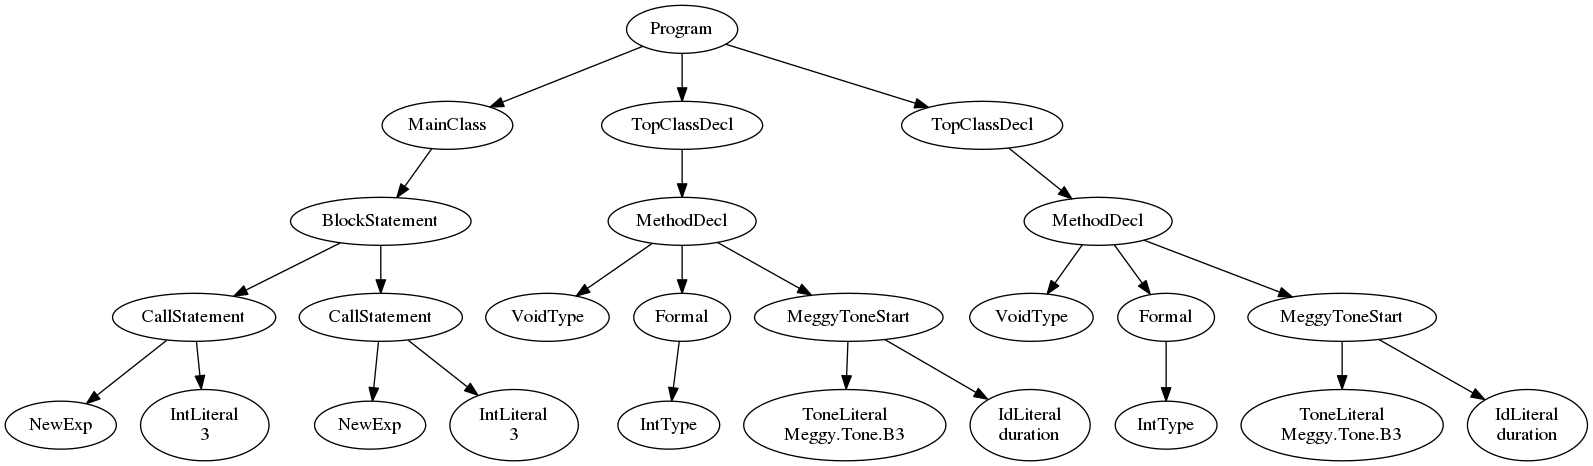 Program
MainClass
TopClassDecl
TopClassDecl
BlockStatement
MethodDecl
MethodDecl
CallStatement
CallStatement
VoidType
Formal
MeggyToneStart
VoidType
Formal
MeggyToneStart
NewExp
IntLiteral
3
NewExp
IntLiteral
3
IntType
ToneLiteral
Meggy.Tone.B3
IdLiteral
duration
IntType
ToneLiteral
Meggy.Tone.B3
IdLiteral
duration